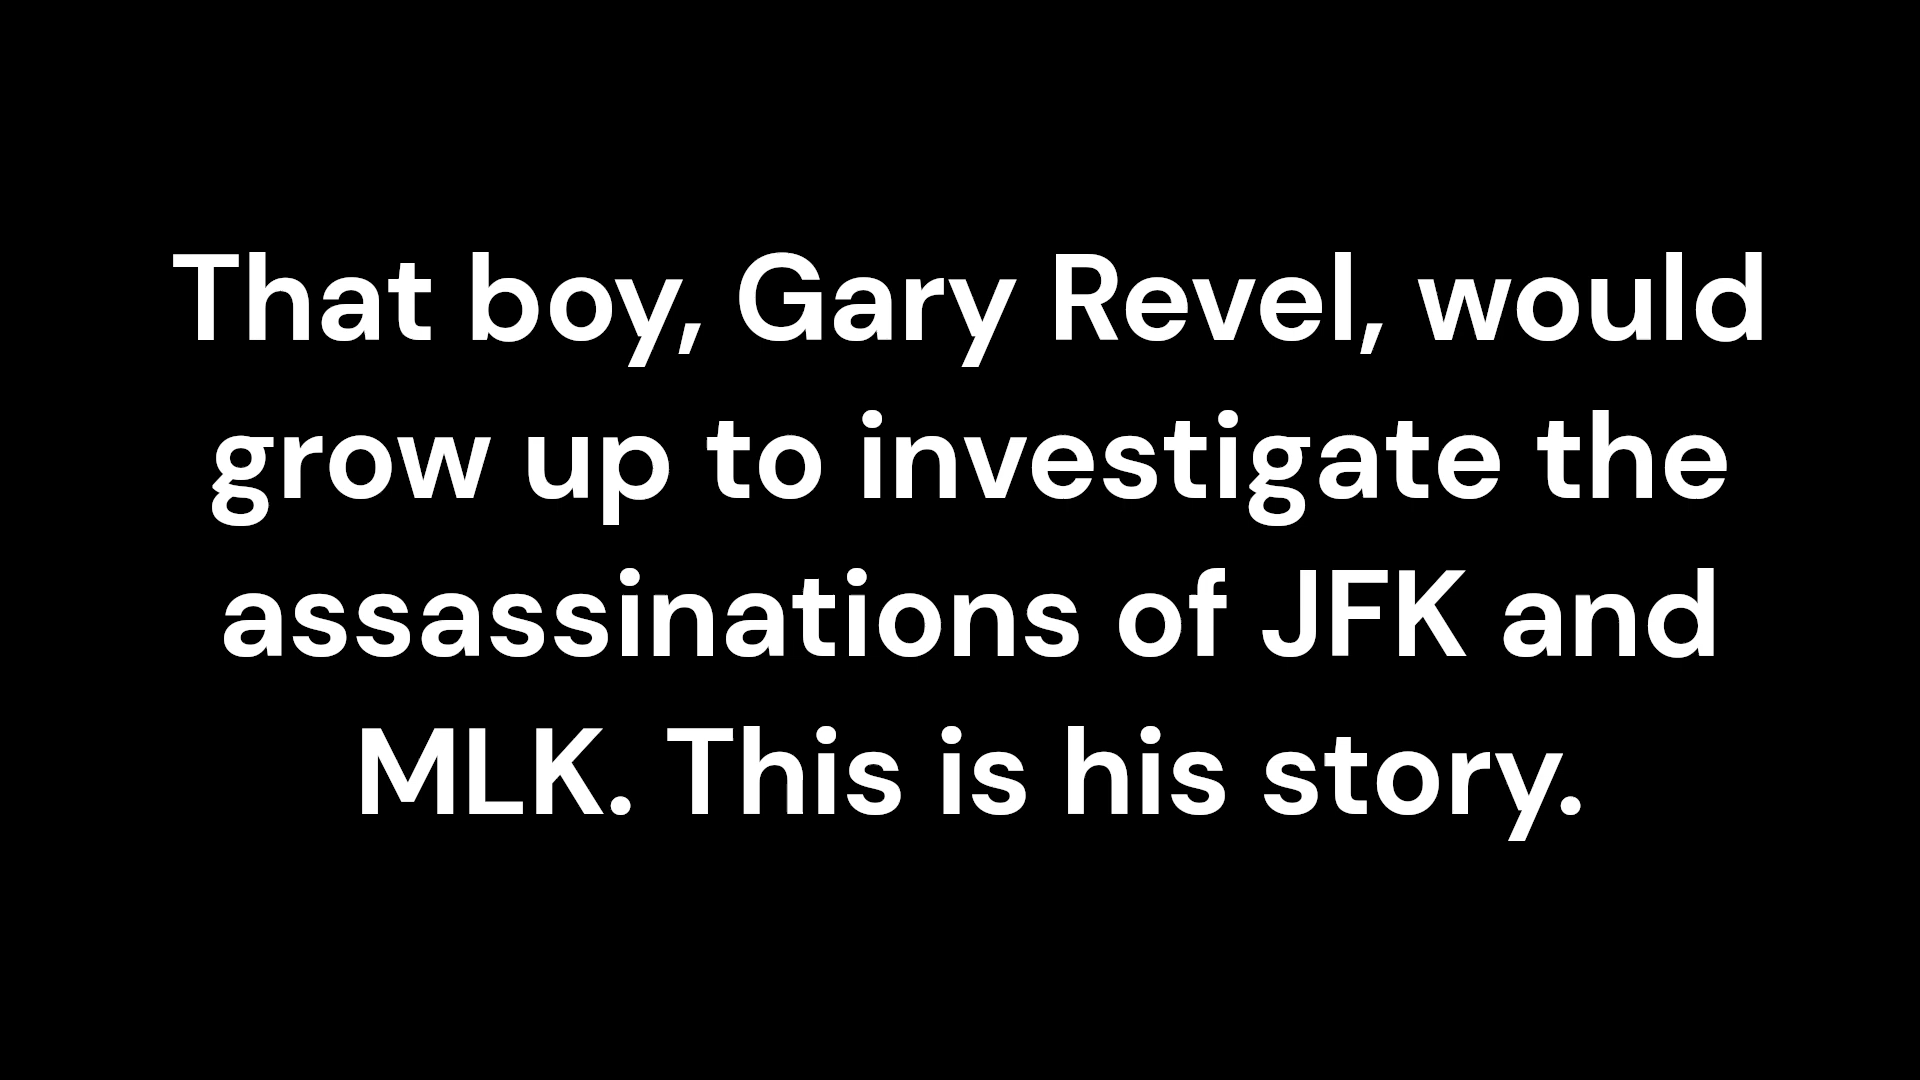 That boy, Gary Revel, would
grow up to investigate the
assassinations of JFK and
MLK. This is his story.